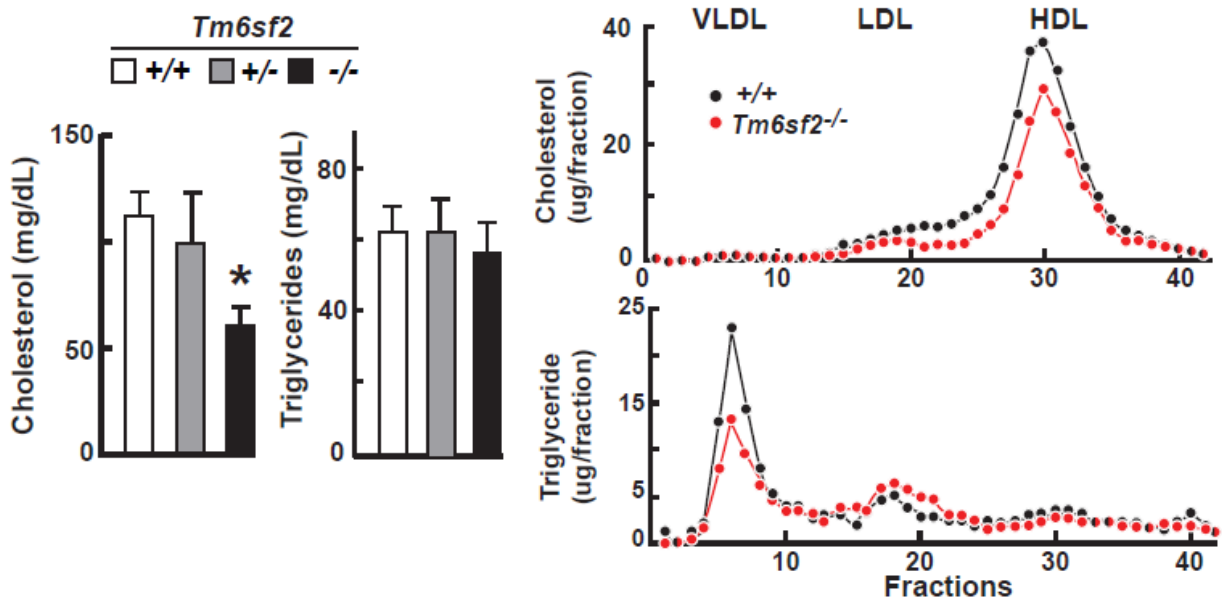 Tm6sf2
+/+ +/- -/-
Cholesterol (mg/dL)
150
50
0
*
Triglycerides (mg/dL)
80
40
0
VLDL LDL HDL
Cholesterol
(ug/fraction)
40
20
0
+/+
Tm6sf2-/-
0 10 20 30 40
Triglyceride
(ug/fraction)
25
15
5
0
10 20 30 40
Fractions